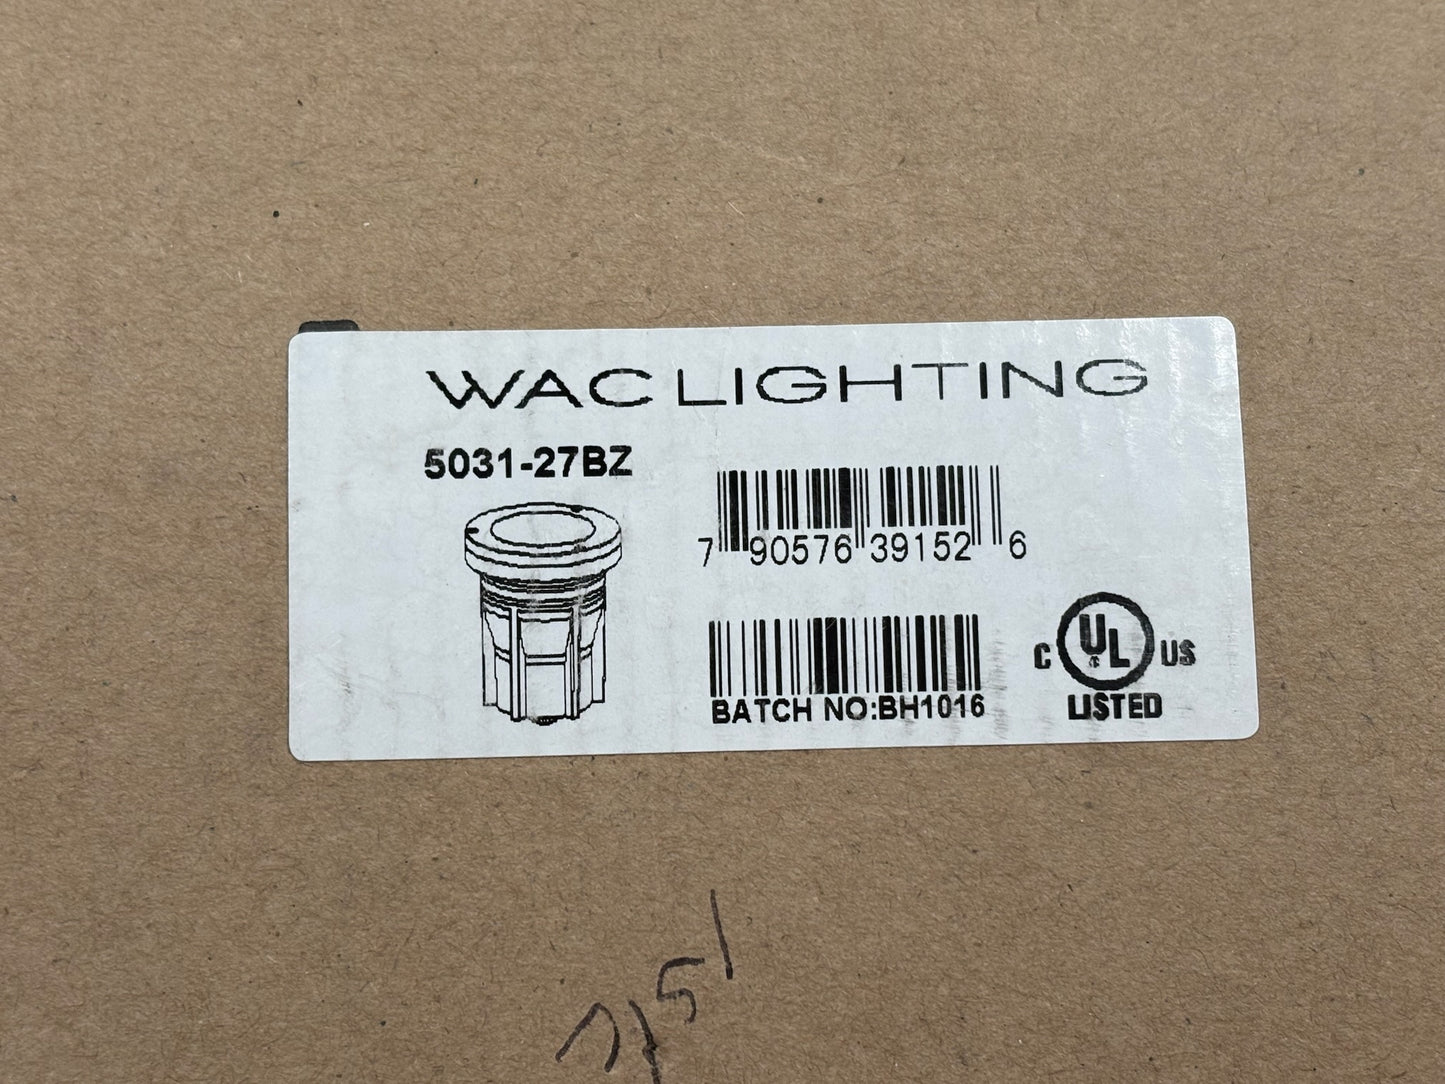 WAC LIGHTING
5031-27BZ
7 90576 39152 6
BATCH NO:BH1016
C UL US
LISTED